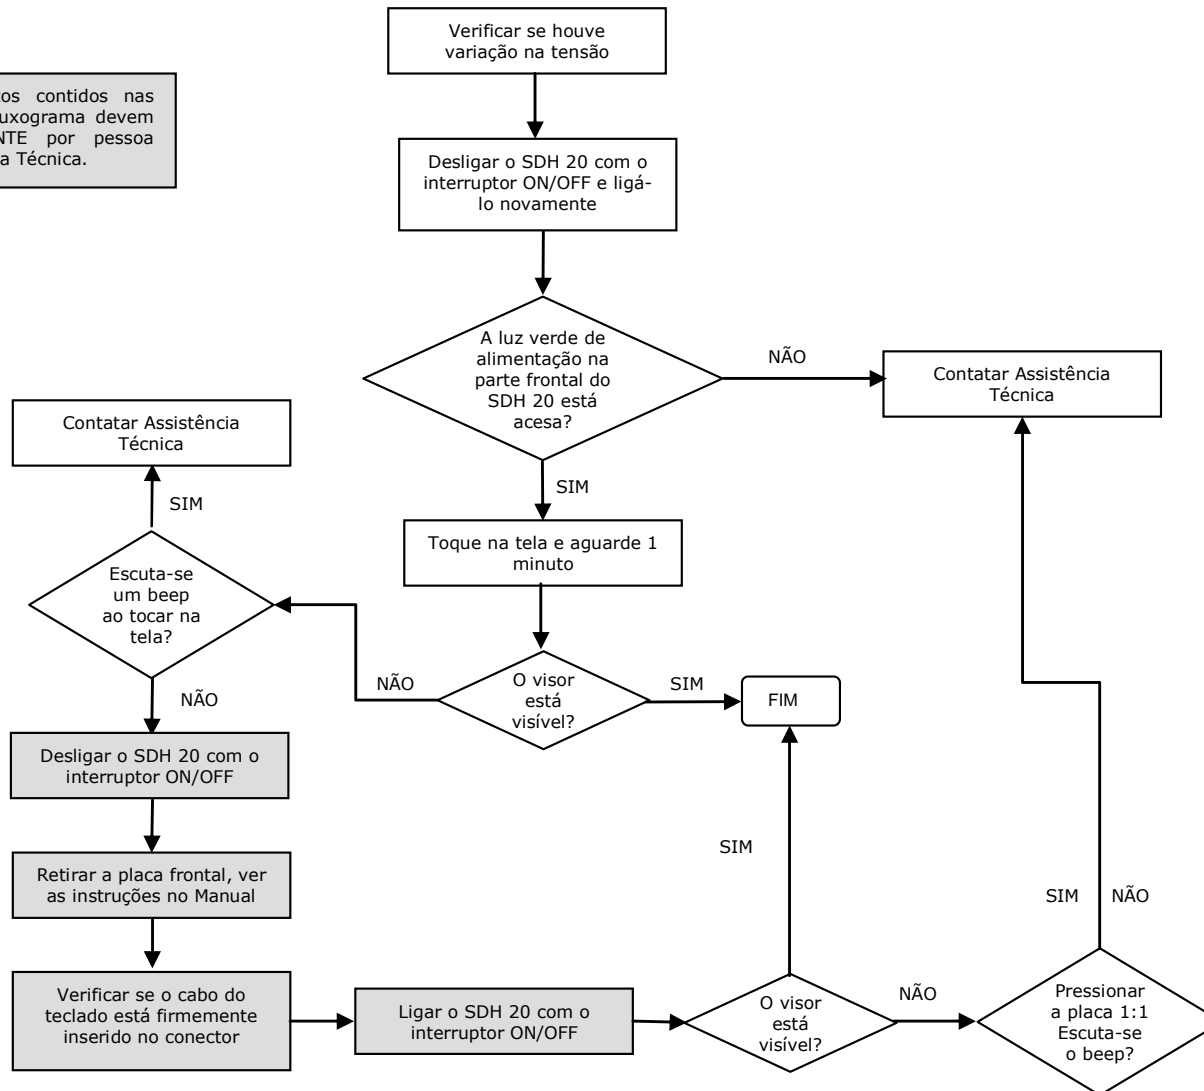 Verificar se houve
variação na tensão
tos contidos nas
uxograma devem
NTE por pessoa
a Técnica.
Desligar o SDH 20 com o
interruptor ON/OFF e ligá-
lo novamente
A luz verde de
alimentação na
parte frontal do
SDH 20 está
acesa?
NÃO
Contatar Assistência
Técnica
SIM
Toque na tela e aguarde 1
minuto
O visor
está
visível?
SIM
FIM
NÃO
Escuta-se
um beep
ao tocar na
tela?
SIM
Contatar Assistência
Técnica
NÃO
Desligar o SDH 20 com o
interruptor ON/OFF
Retirar a placa frontal, ver
as instruções no Manual
Verificar se o cabo do
teclado está firmemente
inserido no conector
Ligar o SDH 20 com o
interruptor ON/OFF
O visor
está
visível?
SIM
NÃO
Pressionar
a placa 1:1
Escuta-se
o beep?
SIM
NÃO